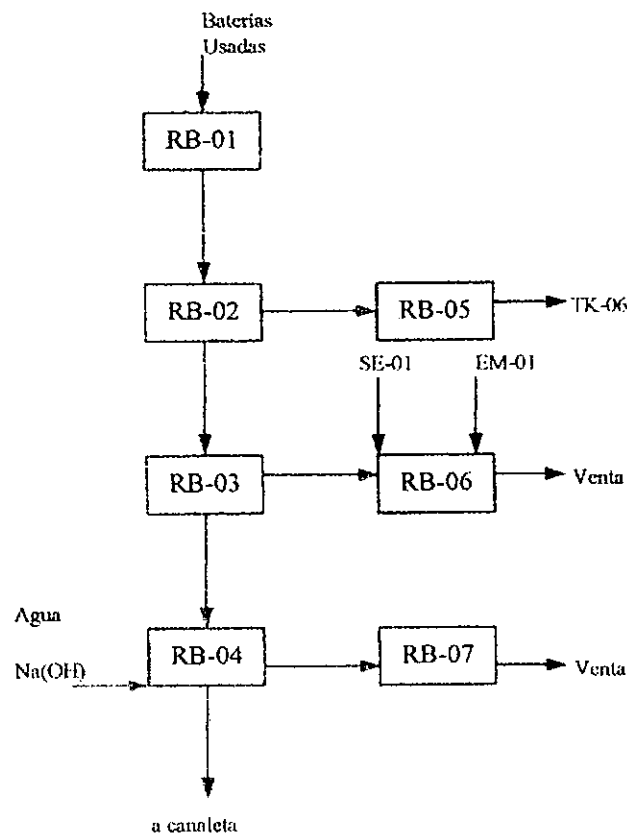 Baterías
Usadas
RB-01
RB-02
RB-05
TK-06
SE-01
EM-01
RB-03
RB-06
Venta
Agua
RB-04
RB-07
Na(OH)
Venta
a canaleta